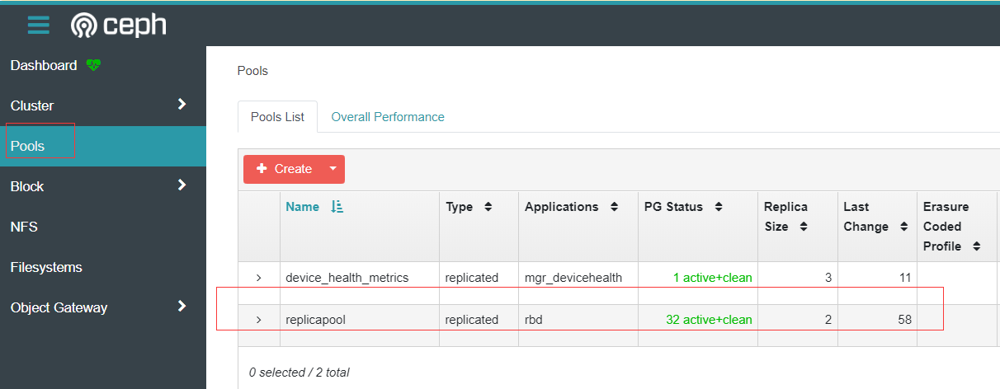 ceph
Dashboard
Cluster
Pools
Block
NFS
Filesystems
Object Gateway
Pools
Pools List Overall Performance
Create
Name Type Applications PG Status Replica Size Last Change Erasure Coded Profile
device_health_metrics replicated mgr_devicehealth 1 active+clean 3 11
replicapool replicated rbd 32 active+clean 2 58
0 selected / 2 total